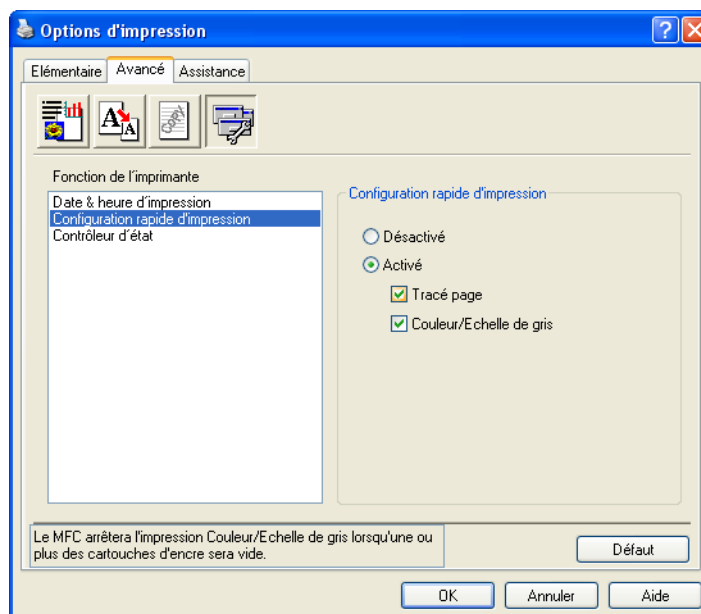 Options d'impression
Elémentaire Avancé Assistance
Fonction de l'imprimante
Date & heure d'impression
Configuration rapide d'impression
Contrôleur d'état
Configuration rapide d'impression
Désactivé
Activé
Tracé page
Couleur/Echelle de gris
Le MFC arrêtera l'impression Couleur/Echelle de gris lorsqu'une ou
plus des cartouches d'encre sera vide.
Défaut
OK Annuler Aide